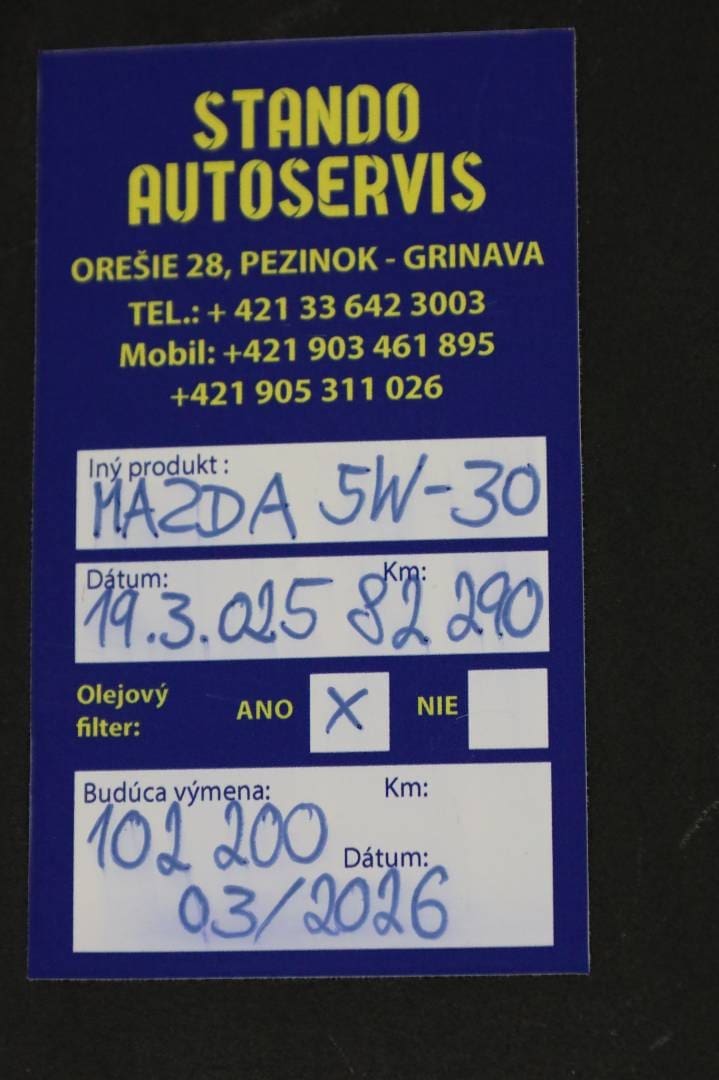 STANDO
AUTOSERVIS
OREŠIE 28, PEZINOK - GRINAVA
TEL.: + 421 33 642 3003
Mobil: +421 903 461 895
+421 905 311 026
Iný produkt :
MAZDA 5W-30
Dátum: Km:
19.3.025 82 290
Olejový
filter: ANO X NIE
Budúca výmena: Km:
102 200
Dátum:
03/2026